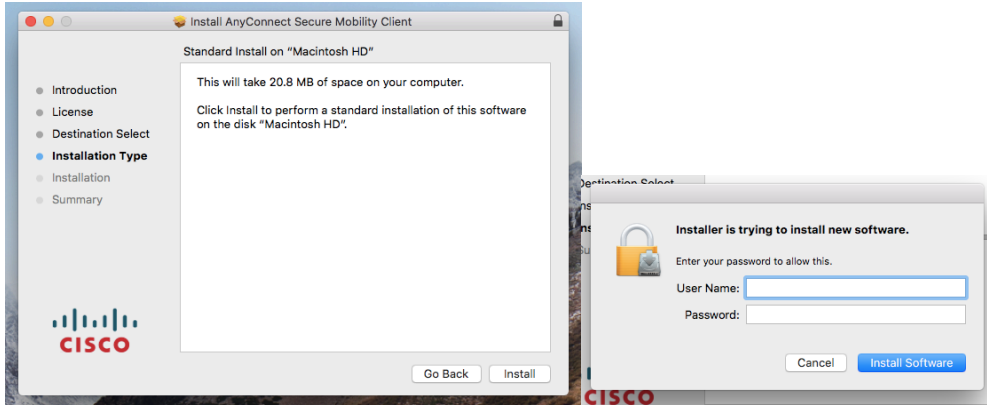 Install AnyConnect Secure Mobility Client
Standard Install on “Macintosh HD”
Introduction
License
Destination Select
Installation Type
Installation
Summary
This will take 20.8 MB of space on your computer.
Click Install to perform a standard installation of this software
on the disk “Macintosh HD”.
CISCO
Go Back
Install
Destination Select
Installer is trying to install new software.
Enter your password to allow this.
User Name:
Password:
Cancel
Install Software
CISCO